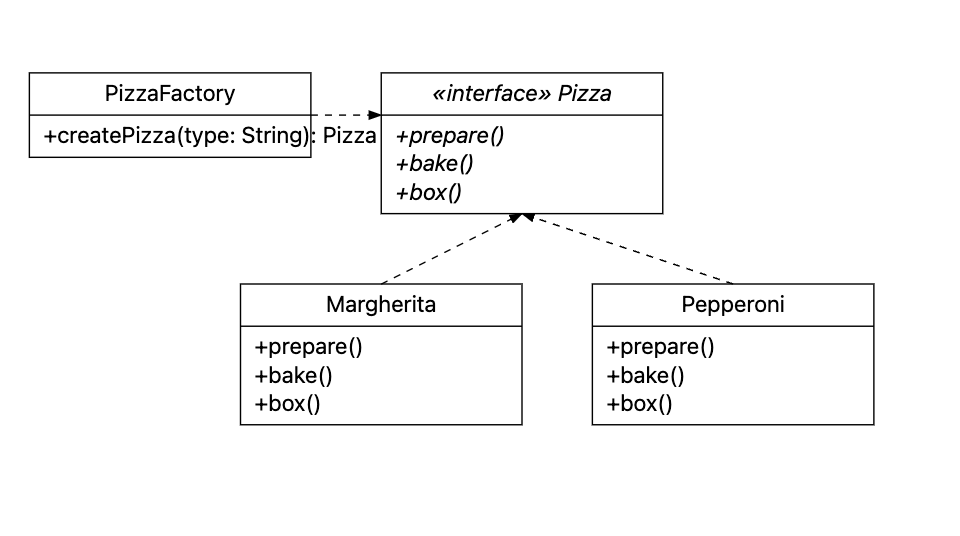 PizzaFactory
+createPizza(type: String): Pizza
«interface» Pizza
+prepare()
+bake()
+box()
Margherita
+prepare()
+bake()
+box()
Pepperoni
+prepare()
+bake()
+box()